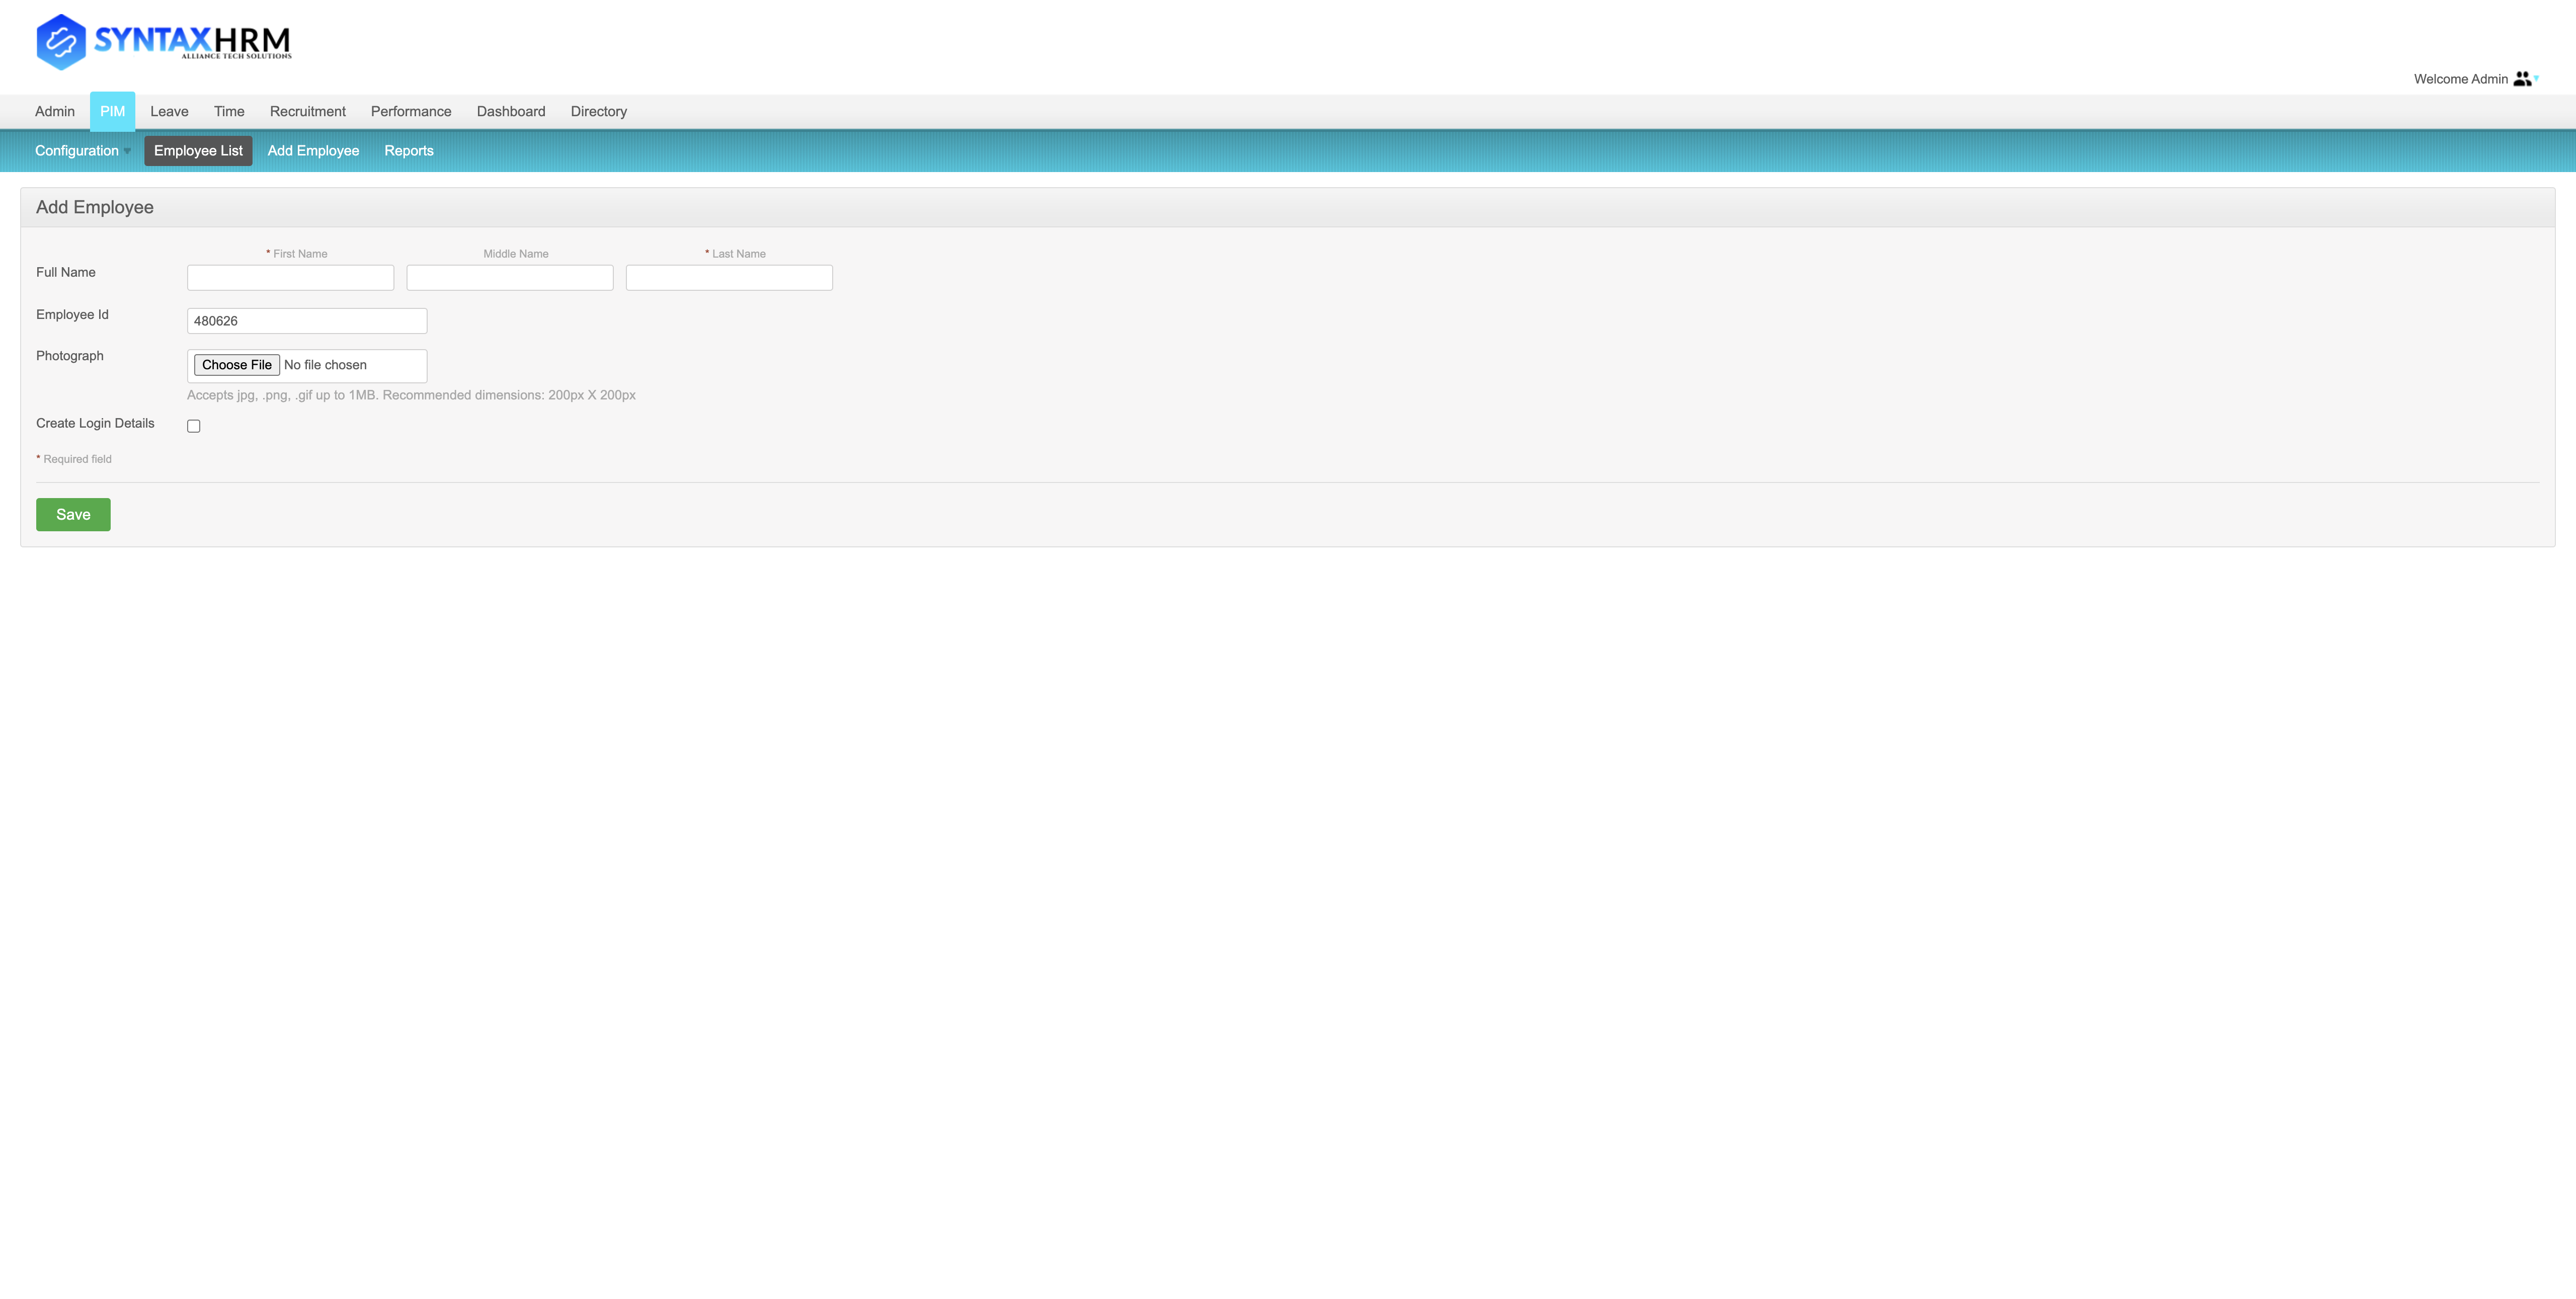 SYNTAXHRM
ALLIANCE TECH SOLUTIONS
Welcome Admin
Admin PIM Leave Time Recruitment Performance Dashboard Directory
Configuration Employee List Add Employee Reports
Add Employee
* First Name Middle Name * Last Name
Full Name
Employee Id 480626
Photograph Choose File No file chosen
Accepts jpg, .png, .gif up to 1MB. Recommended dimensions: 200px X 200px
Create Login Details
* Required field
Save